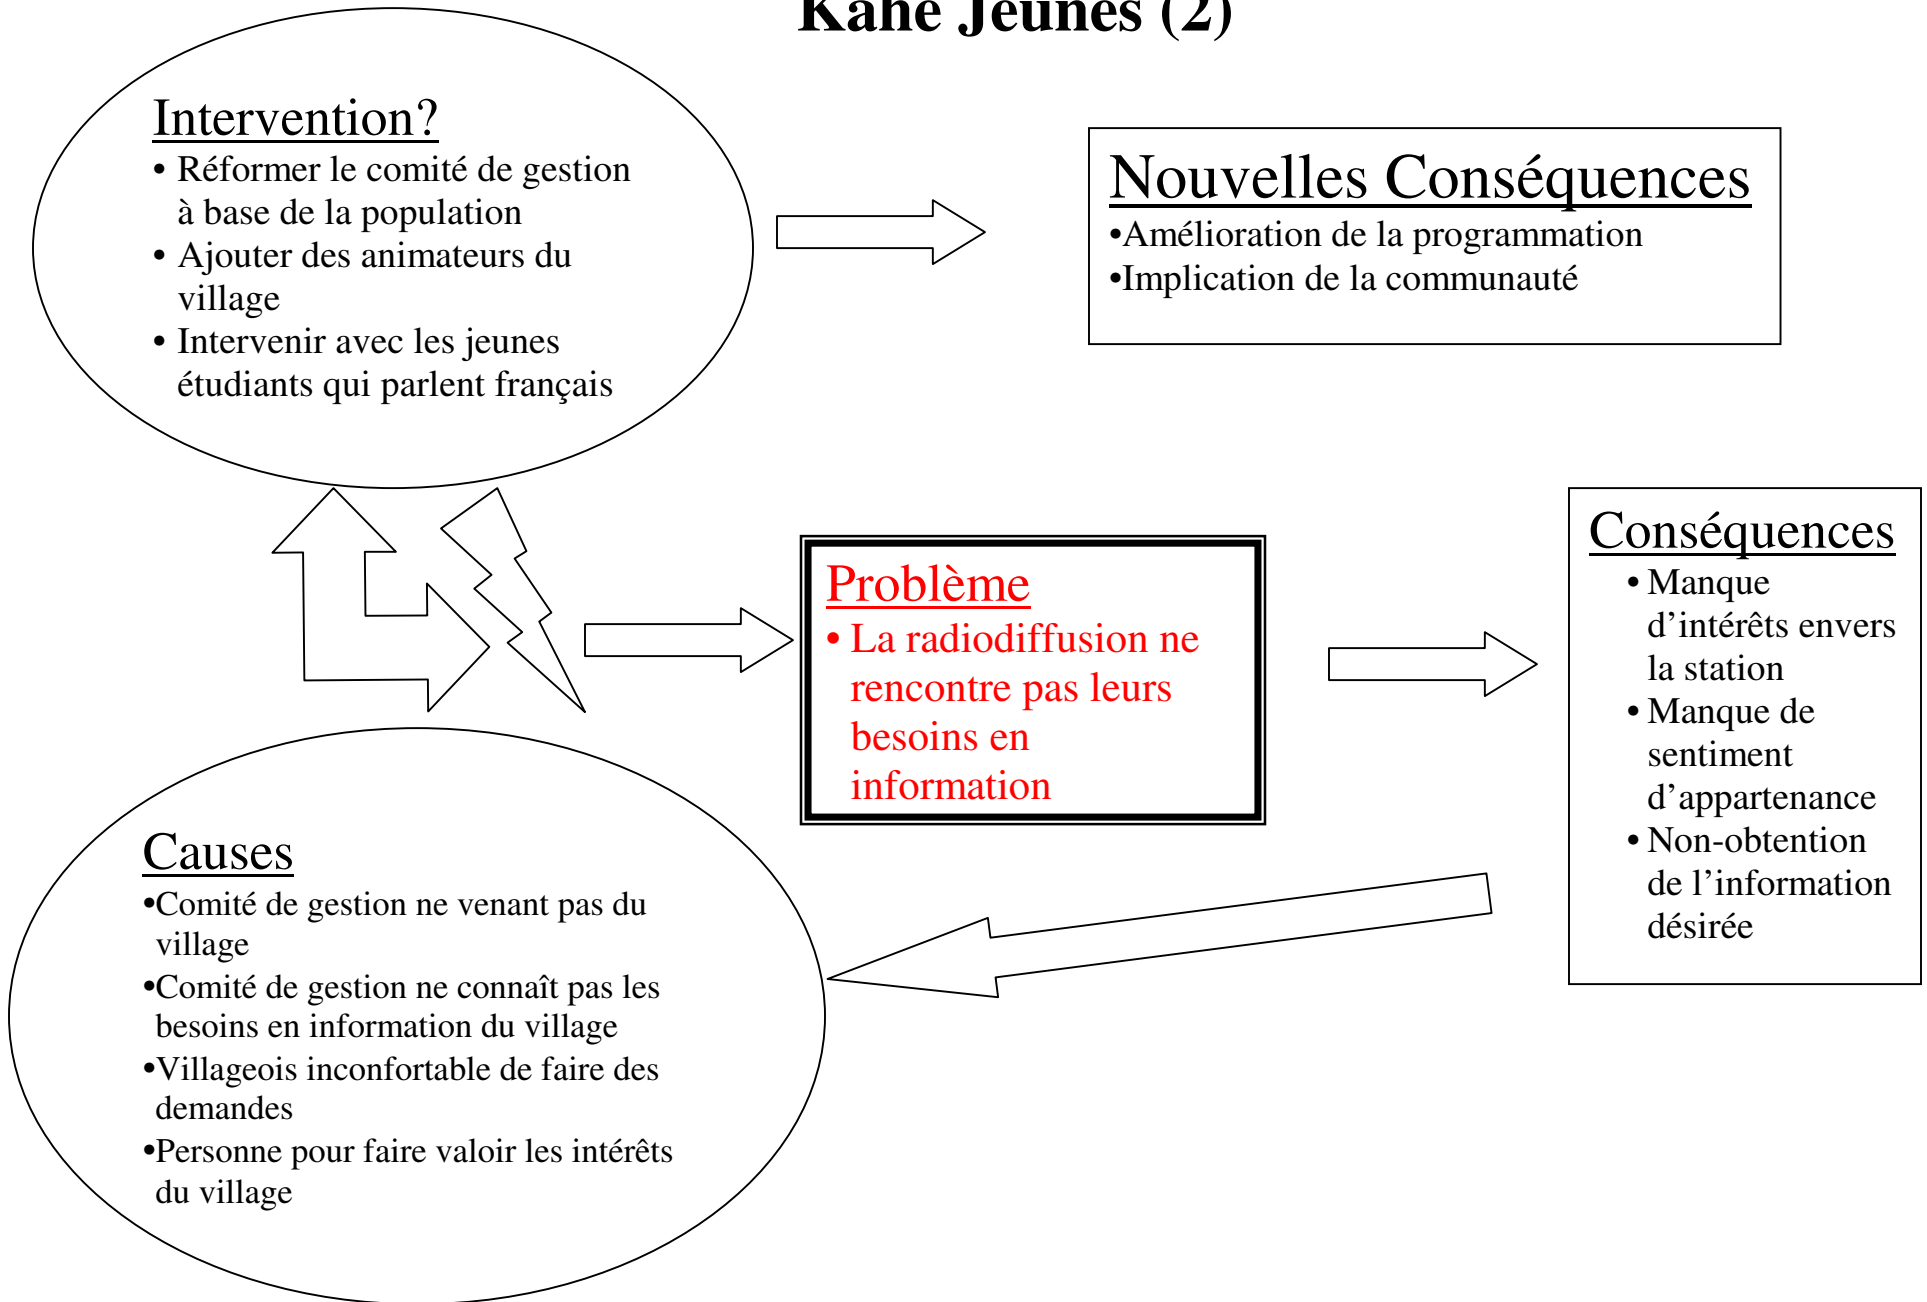 Kahe Jeunes (2)
Intervention?
• Réformer le comité de gestion
à base de la population
• Ajouter des animateurs du
village
• Intervenir avec les jeunes
étudiants qui parlent français
Nouvelles Conséquences
•Amélioration de la programmation
•Implication de la communauté
Problème
• La radiodiffusion ne
rencontre pas leurs
besoins en
information
Conséquences
• Manque
d’intérêts envers
la station
• Manque de
sentiment
d’appartenance
• Non-obtention
de l’information
désirée
Causes
•Comité de gestion ne venant pas du
village
•Comité de gestion ne connaît pas les
besoins en information du village
•Villageois inconfortable de faire des
demandes
•Personne pour faire valoir les intérêts
du village